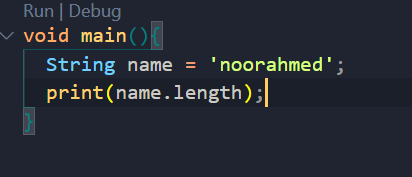 Run | Debug
void main(){
String name = 'noorahmed';
print(name.length);
}